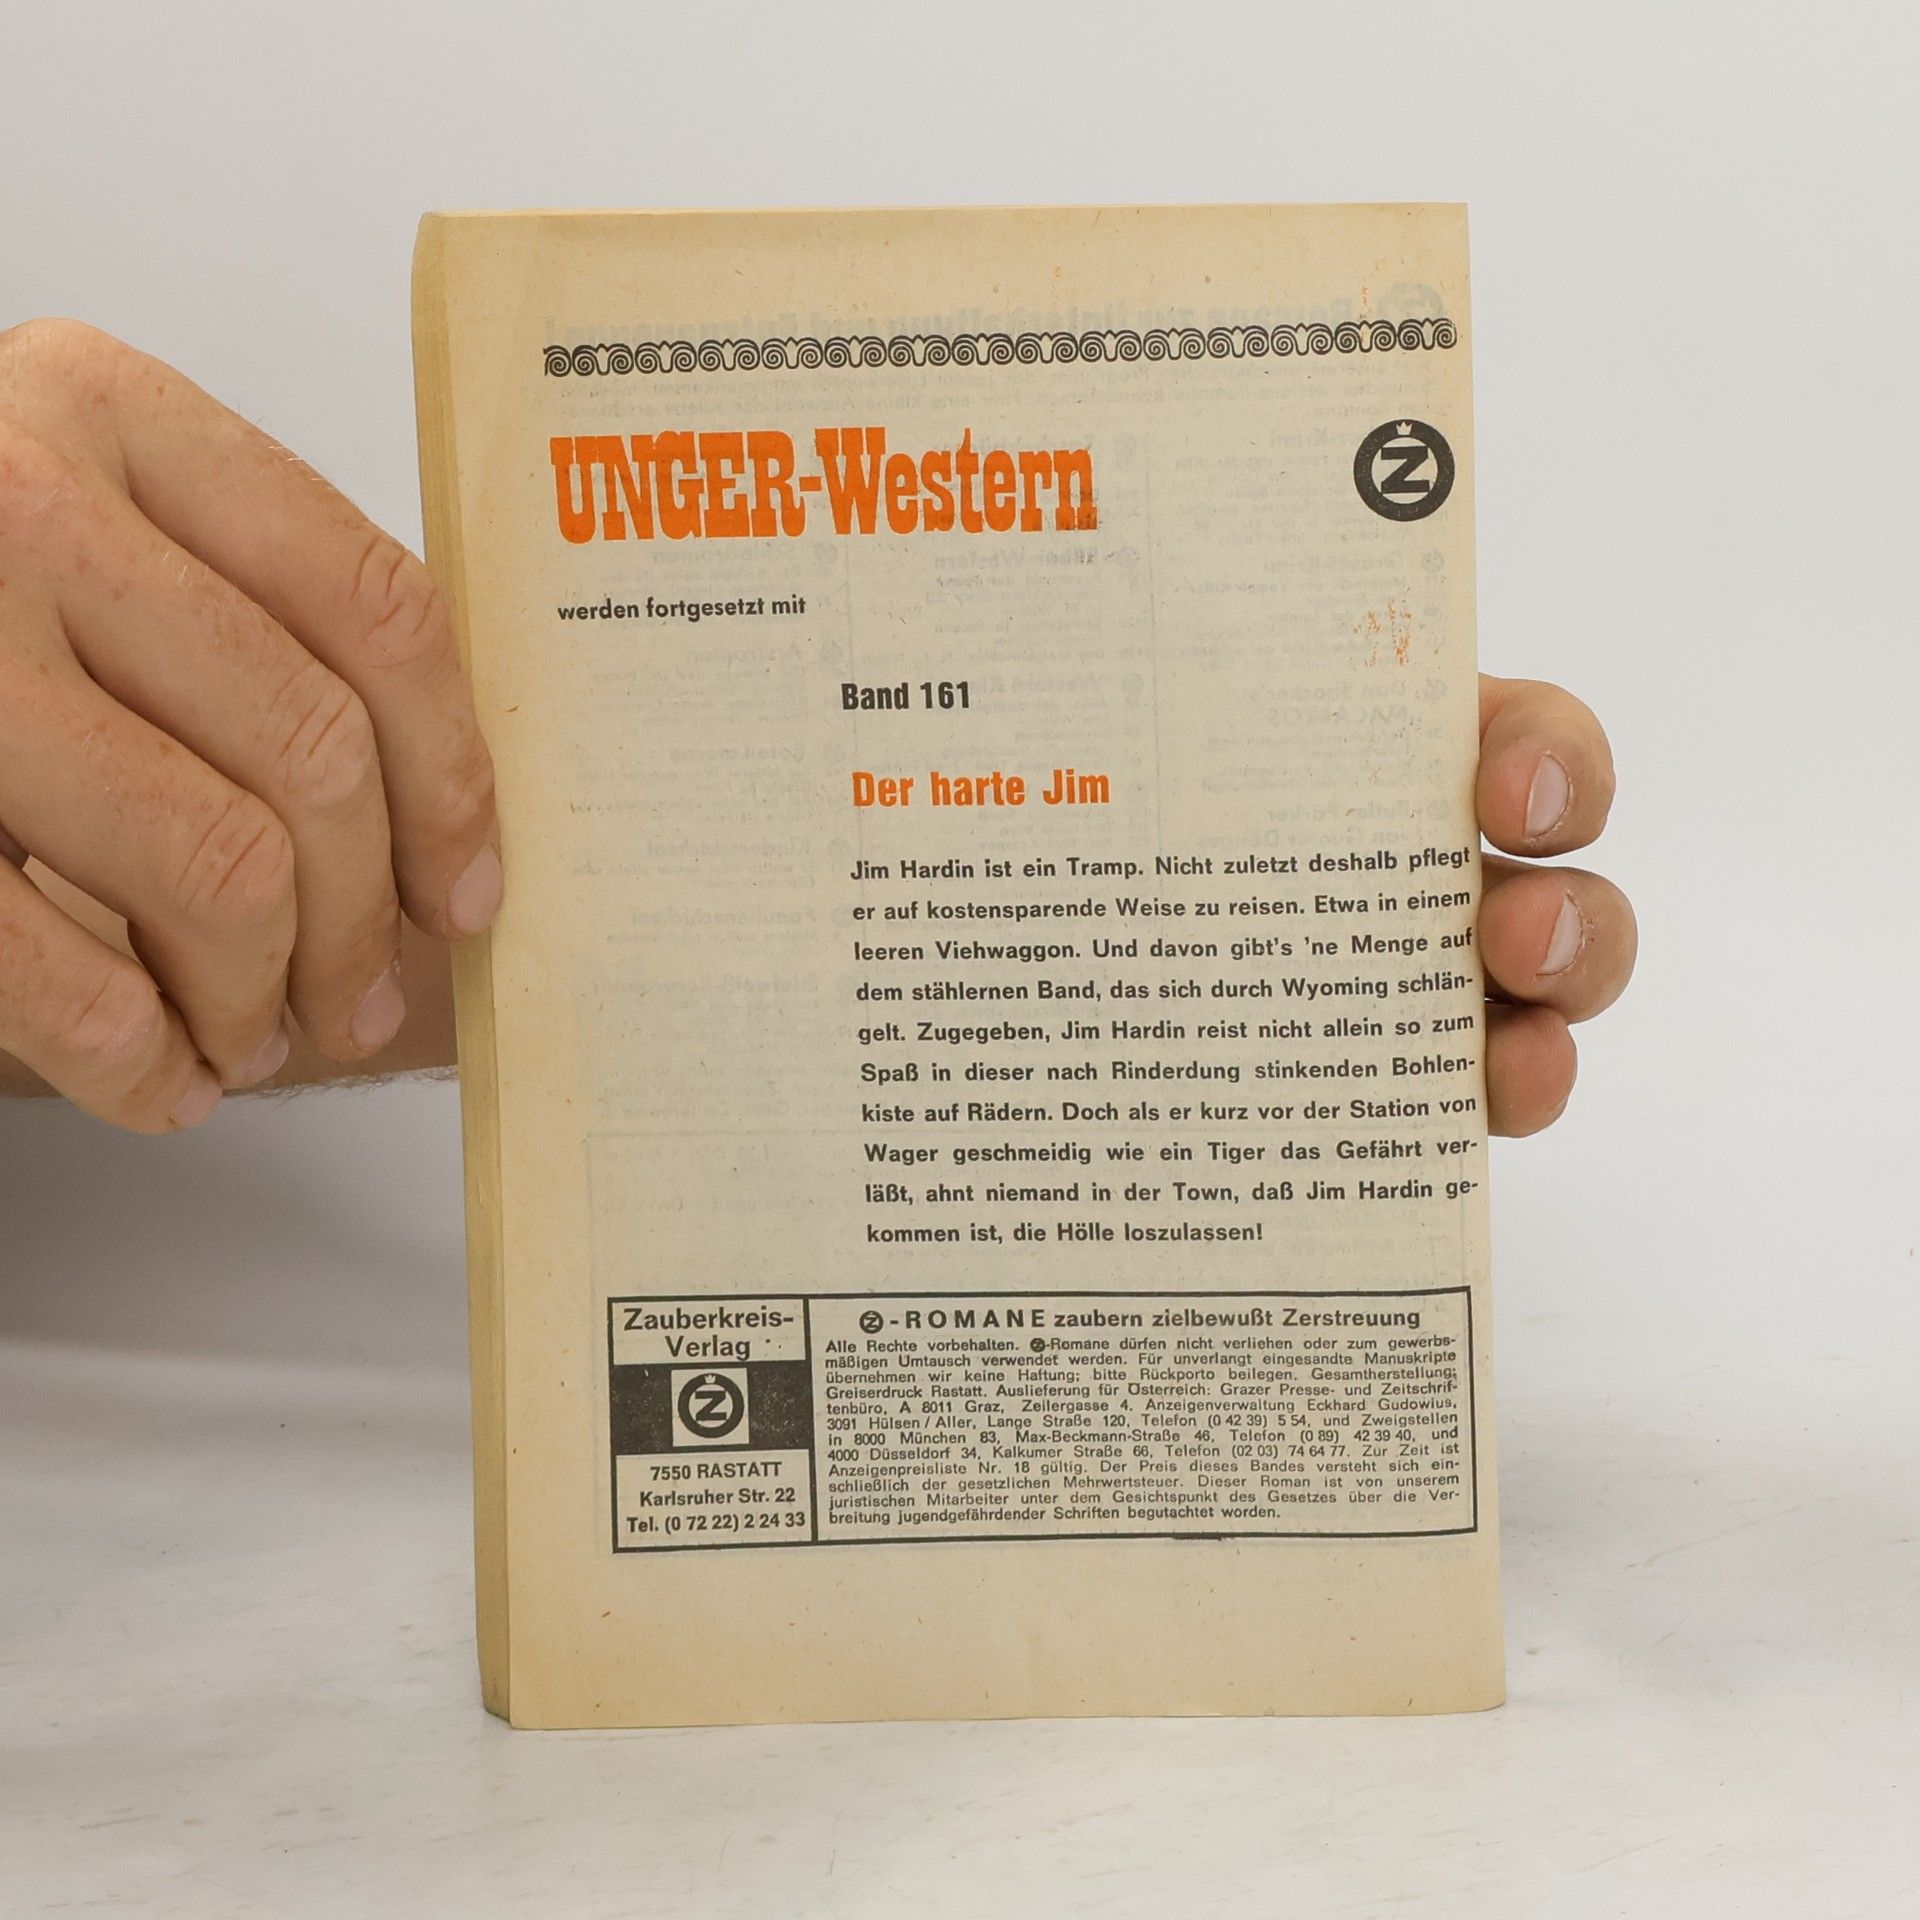 UNGER-Western
Z
werden fortgesetzt mit
Band 161
Der harte Jim
Jim Hardin ist ein Tramp. Nicht zuletzt deshalb pflegt
er auf kostensparende Weise zu reisen. Etwa in einem
leeren Viehwaggon. Und davon gibt's 'ne Menge auf
dem stählernen Band, das sich durch Wyoming schlän-
gelt. Zugegeben, Jim Hardin reist nicht allein so zum
Spaß in dieser nach Rinderdung stinkenden Bohlen-
kiste auf Rädern. Doch als er kurz vor der Station von
Wager geschmeidig wie ein Tiger das Gefährt ver-
läßt, ahnt niemand in der Town, daß Jim Hardin ge-
kommen ist, die Hölle loszulassen!
Zauberkreis-
Verlag
Z
7550 RASTATT
Karlsruher Str. 22
Tel. (0 72 22) 2 24 33
Z-ROMANE zaubern zielbewußt Zerstreuung
Alle Rechte vorbehalten. Z-Romane dürfen nicht verliehen oder zum gewerbs-
mäßigen Umtausch verwendet werden. Für unverlangt eingesandte Manuskripte
übernehmen wir keine Haftung; bitte Rückporto beilegen. Gesamtherstellung:
Greiserdruck Rastatt. Auslieferung für Österreich: Grazer Presse- und Zeitschrif-
tenbüro, A 8011 Graz, Zeilergasse 4. Anzeigenverwaltung Eckhard Gudowius,
3091 Hülsen / Aller, Lange Straße 120, Telefon (0 42 39) 5 54, und Zweigstellen
in 8000 München 83, Max-Beckmann-Straße 46, Telefon (0 89) 42 39 40, und
4000 Düsseldorf 34, Kalkumer Straße 66, Telefon (02 03) 74 64 77. Zur Zeit ist
Anzeigenpreisliste Nr. 18 gültig. Der Preis dieses Bandes versteht sich ein-
schließlich der gesetzlichen Mehrwertsteuer. Dieser Roman ist von unserem
juristischen Mitarbeiter unter dem Gesichtspunkt des Gesetzes über die Ver-
breitung jugendgefährdender Schriften begutachtet worden.